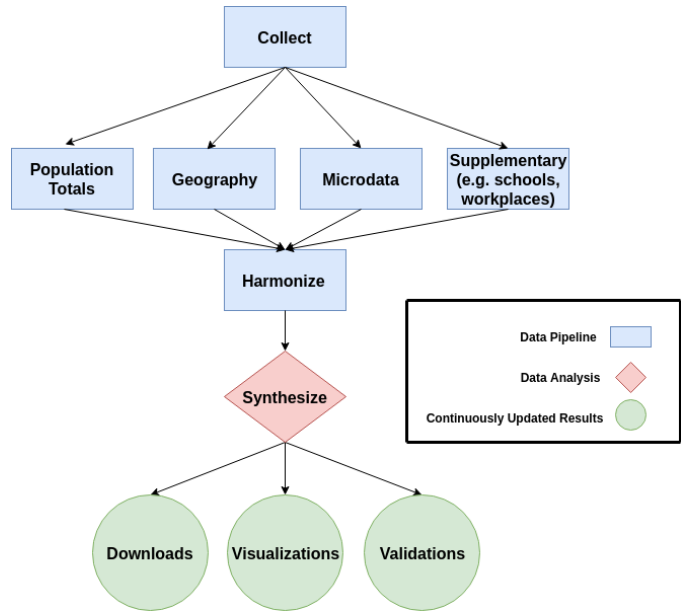 Collect
Population
Totals
Geography
Microdata
Supplementary
(e.g. schools,
workplaces)
Harmonize
Synthesize
Data Pipeline
Data Analysis
Continuously Updated Results
Downloads
Visualizations
Validations